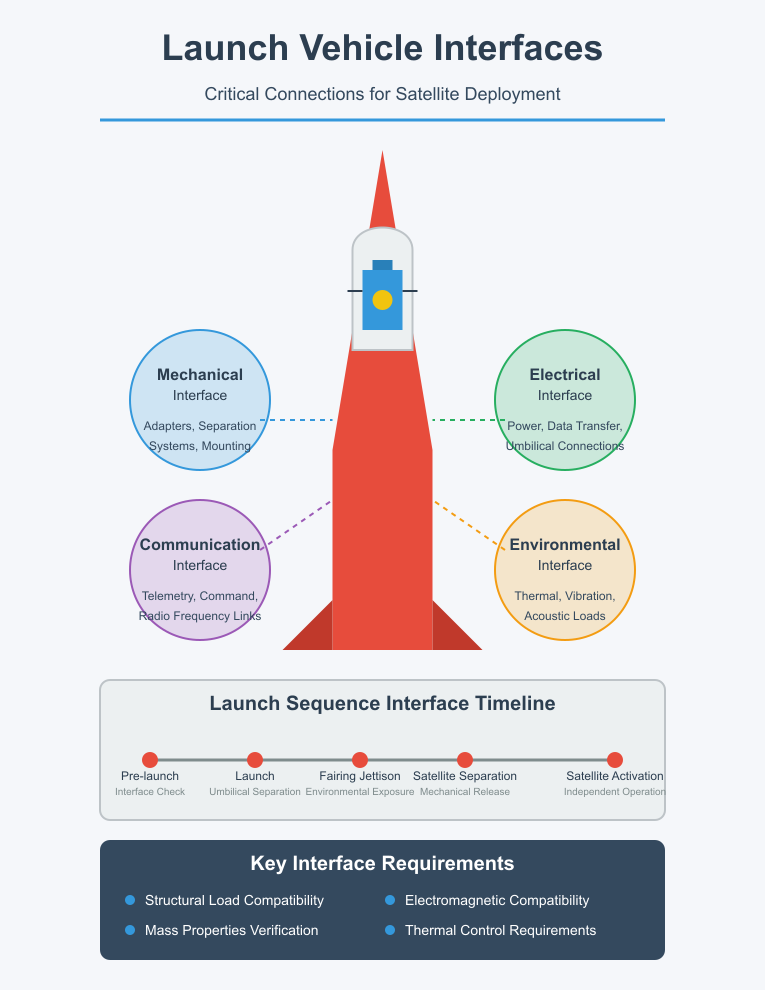 Launch Vehicle Interfaces
Critical Connections for Satellite Deployment
Mechanical
Interface
Adapters, Separation
Systems, Mounting
Electrical
Interface
Power, Data Transfer,
Umbilical Connections
Communication
Interface
Telemetry, Command,
Radio Frequency Links
Environmental
Interface
Thermal, Vibration,
Acoustic Loads
Launch Sequence Interface Timeline
Pre-launch
Interface Check
Launch
Umbilical Separation
Fairing Jettison
Environmental Exposure
Satellite Separation
Mechanical Release
Satellite Activation
Independent Operation
Key Interface Requirements
Structural Load Compatibility
Mass Properties Verification
Electromagnetic Compatibility
Thermal Control Requirements